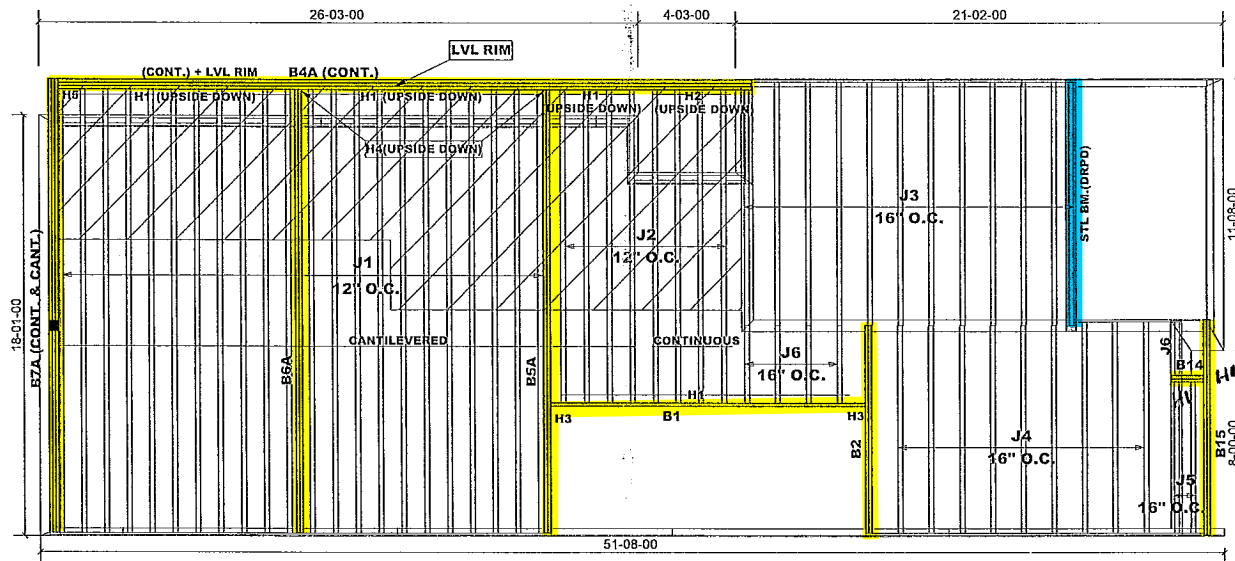 26-03-00
4-03-00
21-02-00
LVL RIM
(CONT.) + LVL RIM
B4A (CONT.)
H5
H1 (UPSIDE DOWN)
H1 (UPSIDE DOWN)
H1
UPSIDE DOWN)
H2
(UPSIDE DOWN)
H4(UPSIDE DOWN)
STL BM.(DRPD)
11-08-00
J3
16" O.C.
J2
12" O.C.
J1
12" O.C.
18-01-00
B7A (CONT. & CANT.)
CANTILEVERED
CONTINUOUS
B6A
B5A
J6
16" O.C.
J6
B14
H1
H1
H3
B1
H3
B2
J4
16" O.C.
B15
8-00-00
J5
16" O.C.
51-08-00